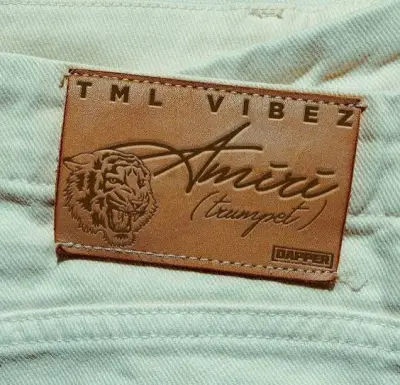 TML VIBEZ
Amiri
(trumpet)
DAPPER